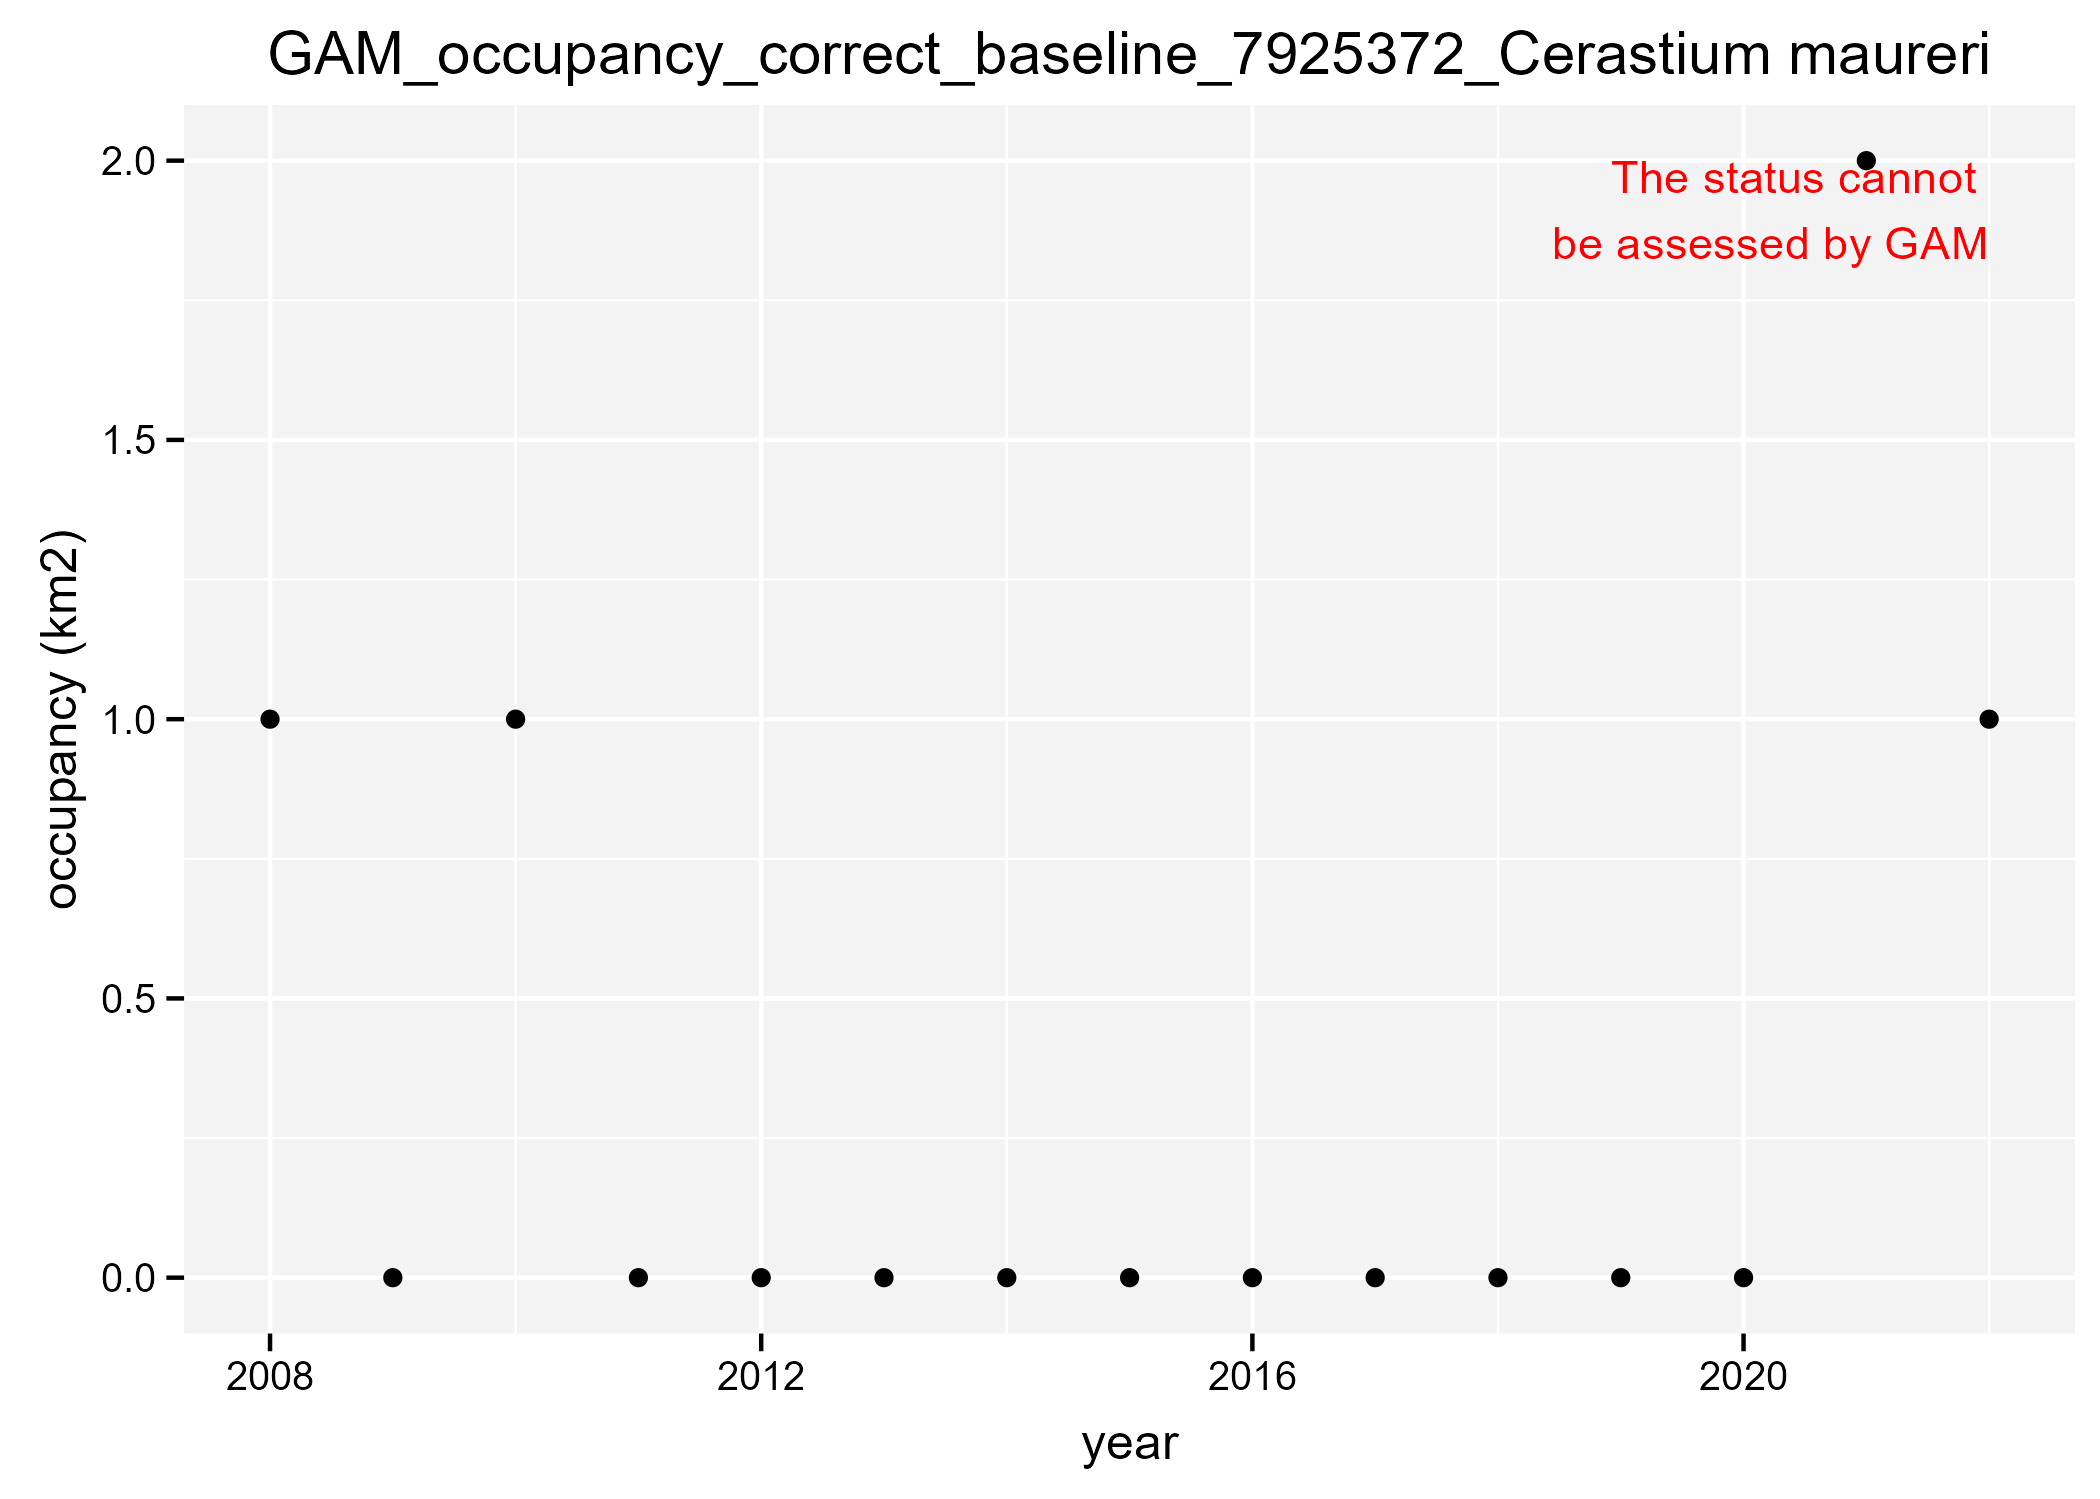 GAM_occupancy_correct_baseline_7925372_Cerastium maureri
2.0
The status cannot
be assessed by GAM
1.5
occupancy (km2)
1.0
0.5
0.0
2008 2012 2016 2020
year